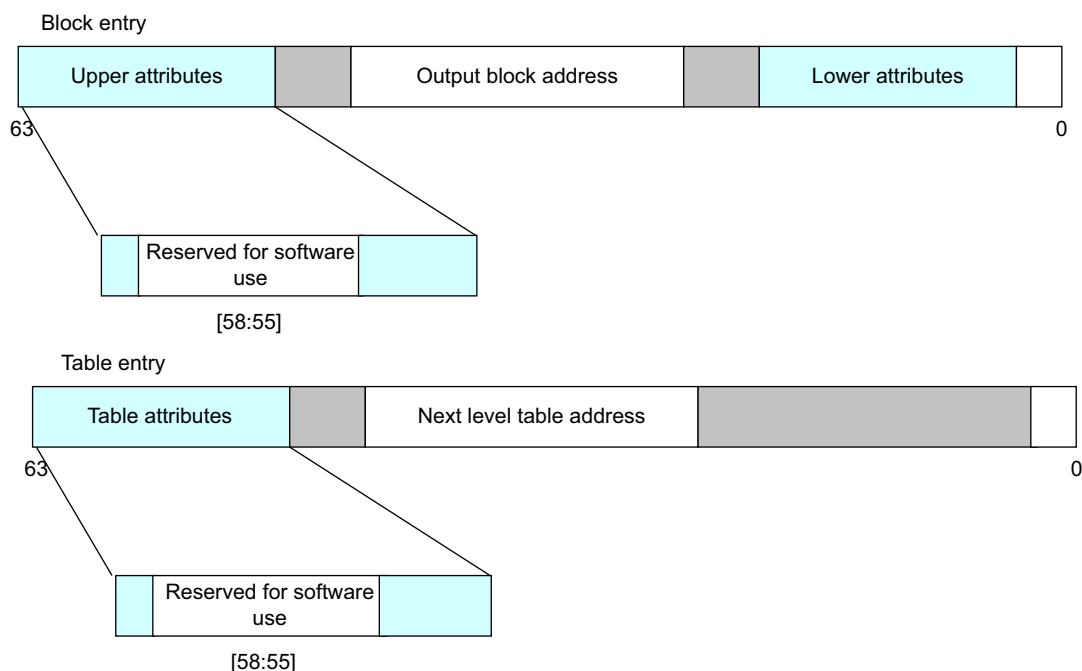 Block entry
Upper attributes
Output block address
Lower attributes
63
0
Reserved for software
use
[58:55]
Table entry
Table attributes
Next level table address
63
0
Reserved for software
use
[58:55]